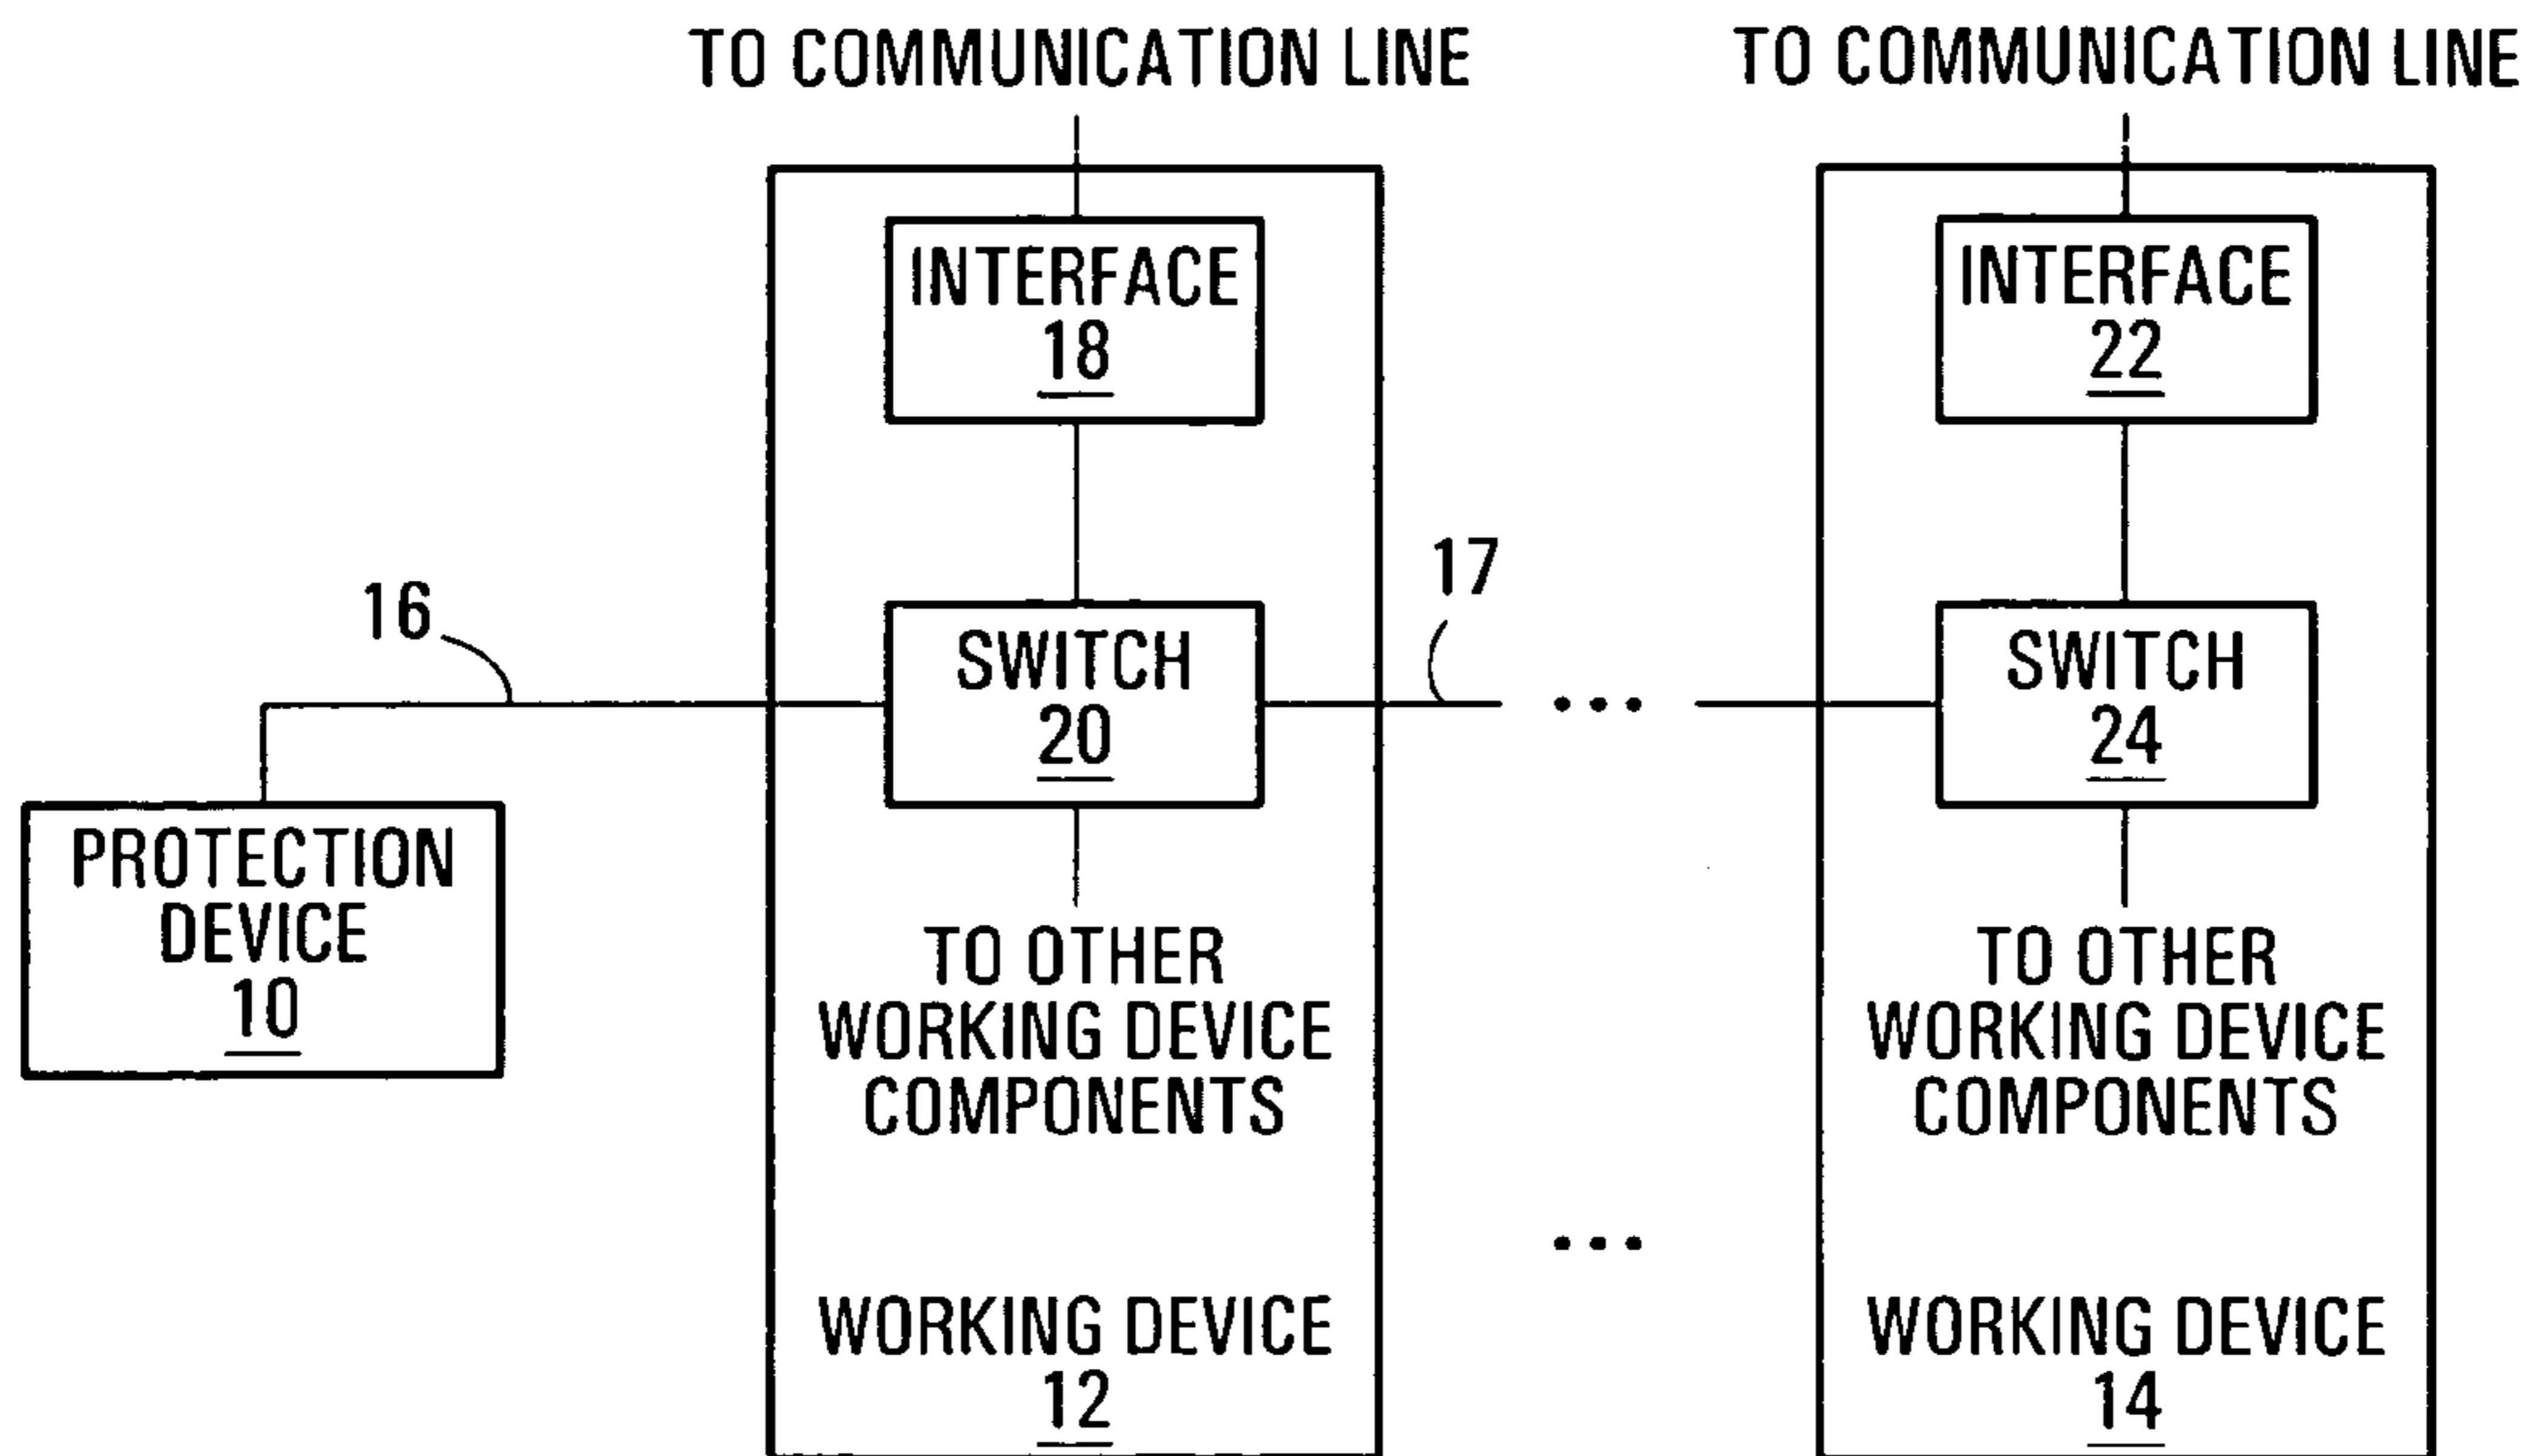 TO COMMUNICATION LINE
TO COMMUNICATION LINE
INTERFACE
18
INTERFACE
22
16
17
SWITCH
20
SWITCH
24
PROTECTION
DEVICE
10
TO OTHER
WORKING DEVICE
COMPONENTS
TO OTHER
WORKING DEVICE
COMPONENTS
WORKING DEVICE
12
WORKING DEVICE
14